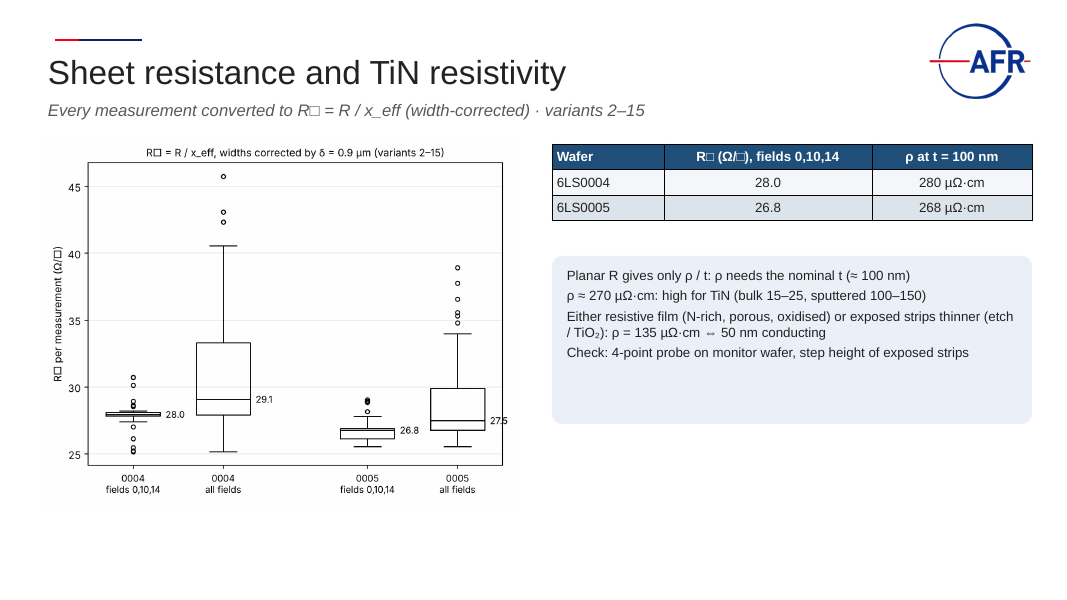 AFR
Sheet resistance and TiN resistivity
Every measurement converted to R□ = R / x_eff (width-corrected) · variants 2–15
R□ = R / x_eff, widths corrected by δ = 0.9 µm (variants 2–15)
R□ per measurement (Ω/□)
45
40
35
30
25
28.0
29.1
26.8
27.5
0004
fields 0,10,14
0004
all fields
0005
fields 0,10,14
0005
all fields
Wafer R□ (Ω/□), fields 0,10,14 ρ at t = 100 nm
6LS0004 28.0 280 µΩ·cm
6LS0005 26.8 268 µΩ·cm
Planar R gives only ρ / t: ρ needs the nominal t (≈ 100 nm)
ρ ≈ 270 µΩ·cm: high for TiN (bulk 15–25, sputtered 100–150)
Either resistive film (N-rich, porous, oxidised) or exposed strips thinner (etch
/ TiO₂): ρ = 135 µΩ·cm ⇔ 50 nm conducting
Check: 4-point probe on monitor wafer, step height of exposed strips